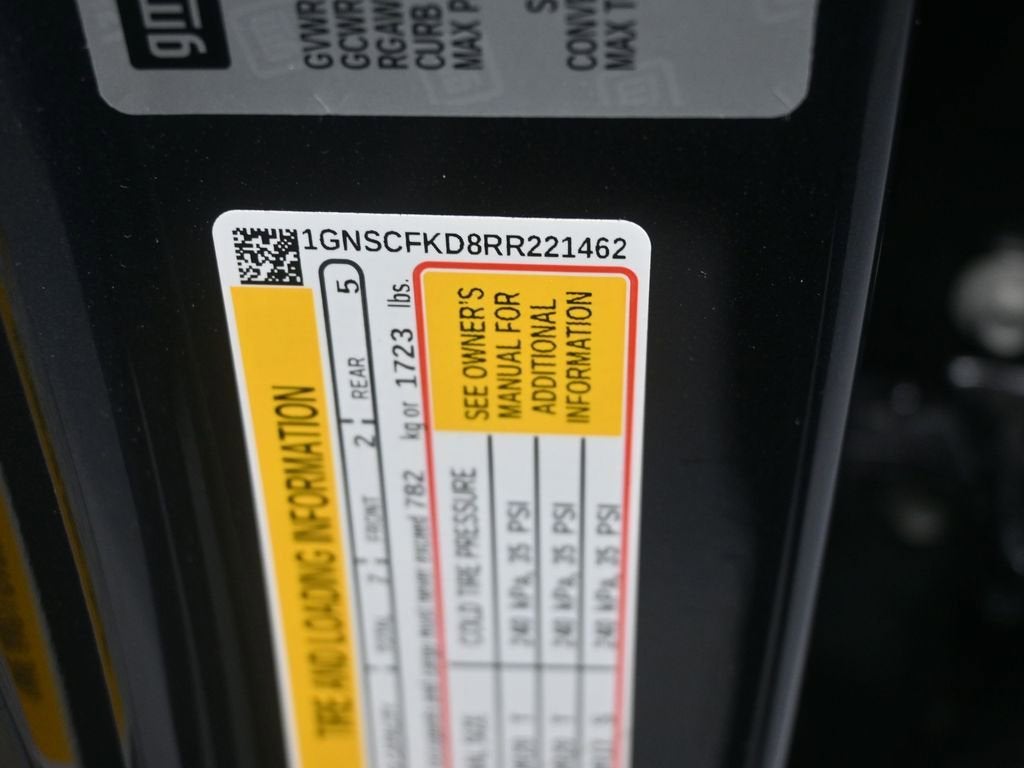 gm
GVWR
GCWR
RGAW
CURB
MAX P
S
CONV
MAX T
1GNSCFKD8RR221462
TIRE AND LOADING INFORMATION
TOTAL 7 FRONT 2 REAR 5
exceed 782 kg or 1723 lbs.
SEE OWNER'S
MANUAL FOR
ADDITIONAL
INFORMATION
COLD TIRE PRESSURE
240 kPa, 35 PSI
240 kPa, 35 PSI
240 kPa, 35 PSI